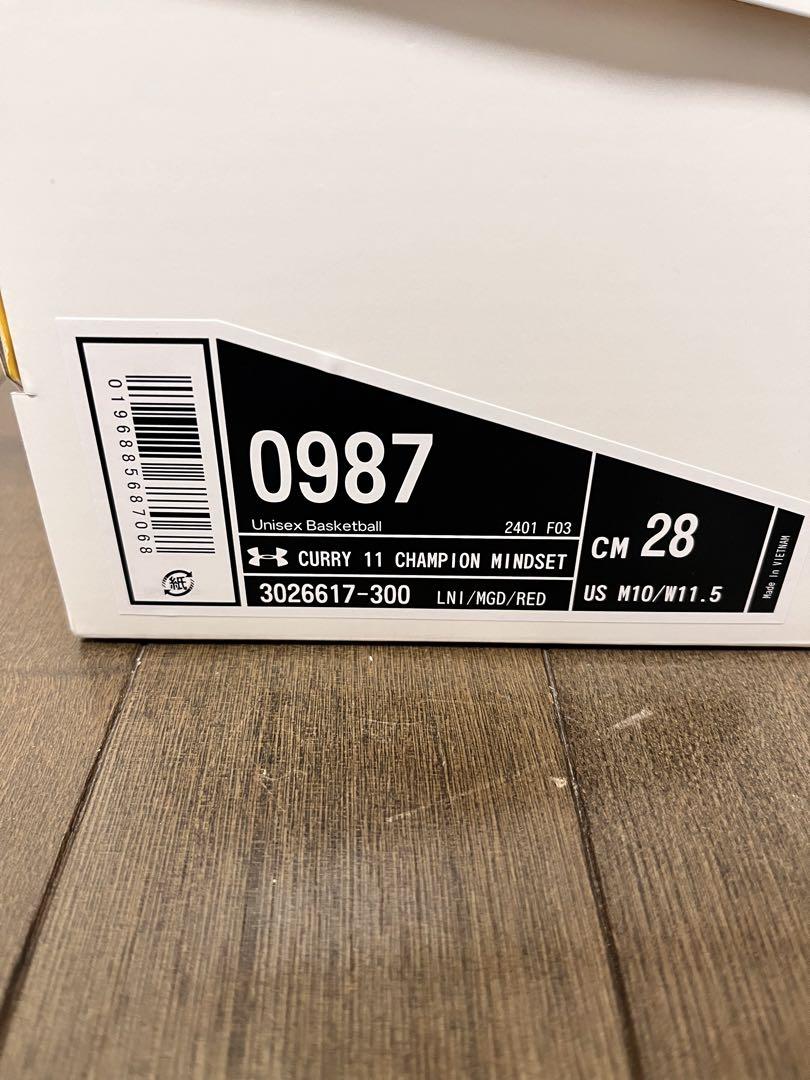 0196885687068
紙
0987
Unisex Basketball 2401 F03
CURRY 11 CHAMPION MINDSET
3026617-300 LNI/MGD/RED
CM 28
US M10/W11.5
Made in VIETNAM